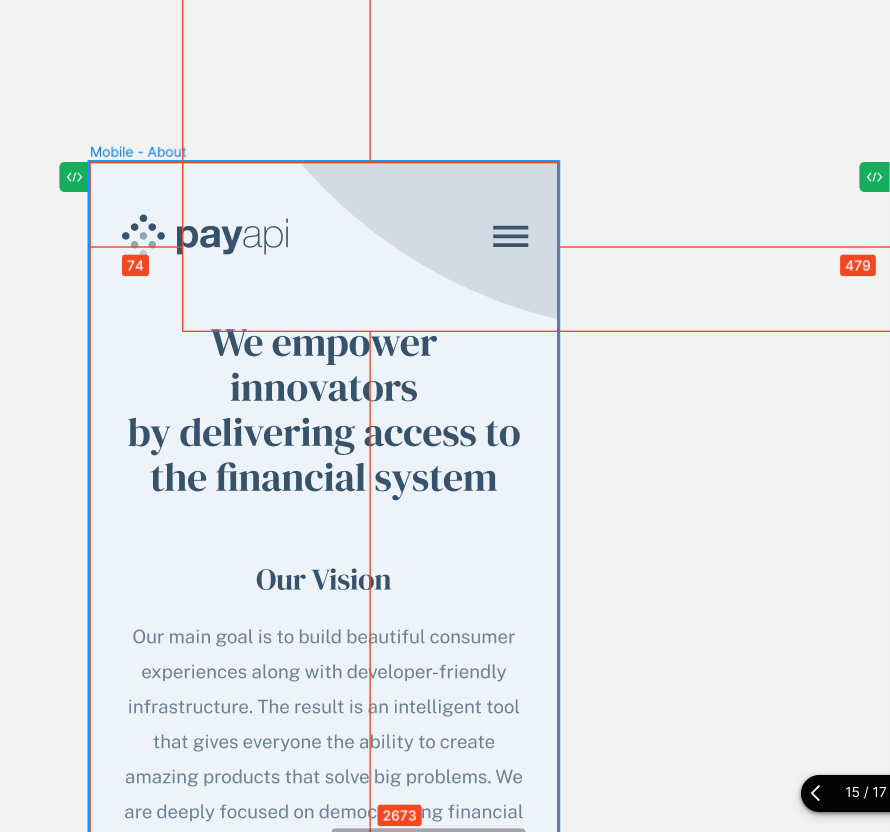 Mobile - About
payapi
74
479
We empower
innovators
by delivering access to
the financial system
Our Vision
Our main goal is to build beautiful consumer
experiences along with developer-friendly
infrastructure. The result is an intelligent tool
that gives everyone the ability to create
amazing products that solve big problems. We
are deeply focused on financial
2673
15 / 17